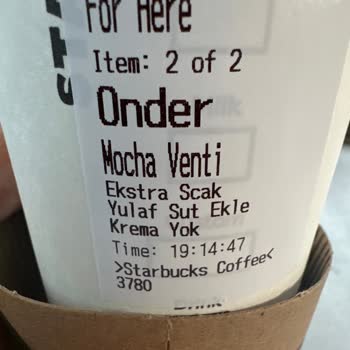 For Here
Item: 2 of 2
Onder
Mocha Venti
Ekstra Scak
Yulaf Sut Ekle
Krema Yok
Time: 19:14:47
>Starbucks Coffee<
3780